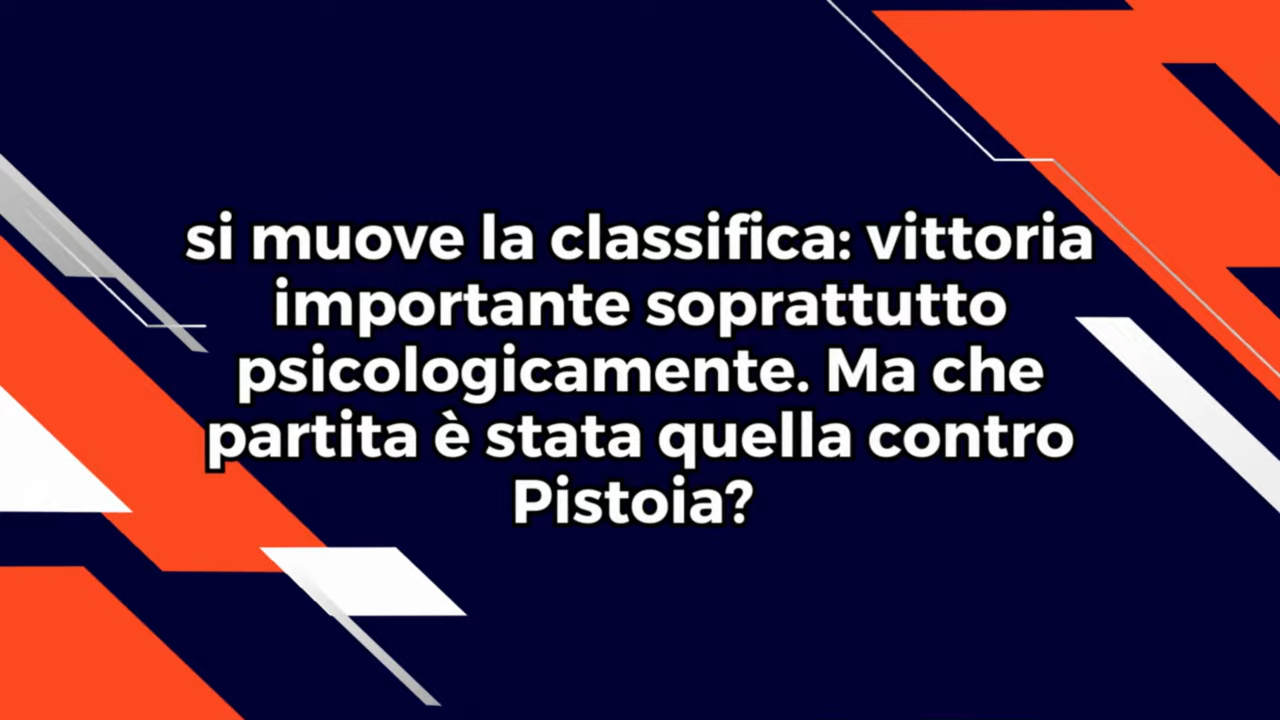 si muove la classifica: vittoria
importante soprattutto
psicologicamente. Ma che
partita è stata quella contro
Pistoia?